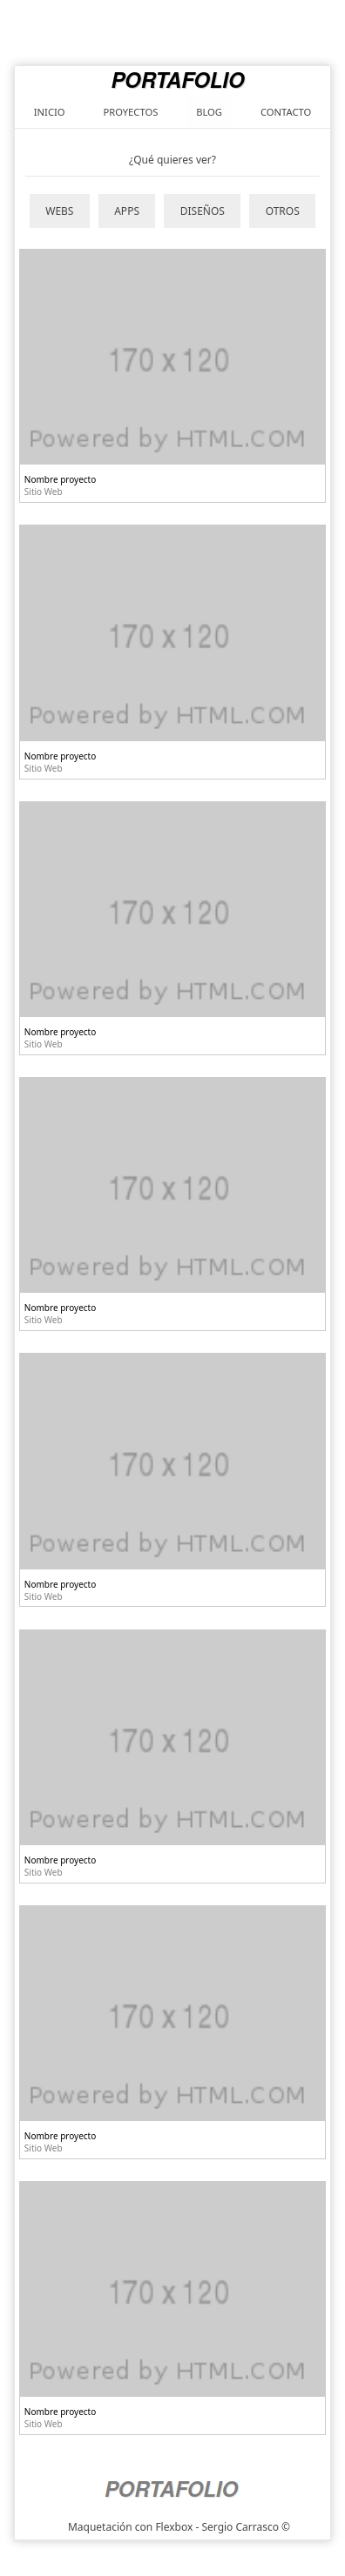 PORTAFOLIO
INICIO PROYECTOS BLOG CONTACTO
¿Qué quieres ver?
WEBS APPS DISEÑOS OTROS
170 x 120
Powered by HTML.COM
Nombre proyecto
Sitio Web
170 x 120
Powered by HTML.COM
Nombre proyecto
Sitio Web
170 x 120
Powered by HTML.COM
Nombre proyecto
Sitio Web
170 x 120
Powered by HTML.COM
Nombre proyecto
Sitio Web
170 x 120
Powered by HTML.COM
Nombre proyecto
Sitio Web
170 x 120
Powered by HTML.COM
Nombre proyecto
Sitio Web
170 x 120
Powered by HTML.COM
Nombre proyecto
Sitio Web
170 x 120
Powered by HTML.COM
Nombre proyecto
Sitio Web
PORTAFOLIO
Maquetación con Flexbox - Sergio Carrasco ©